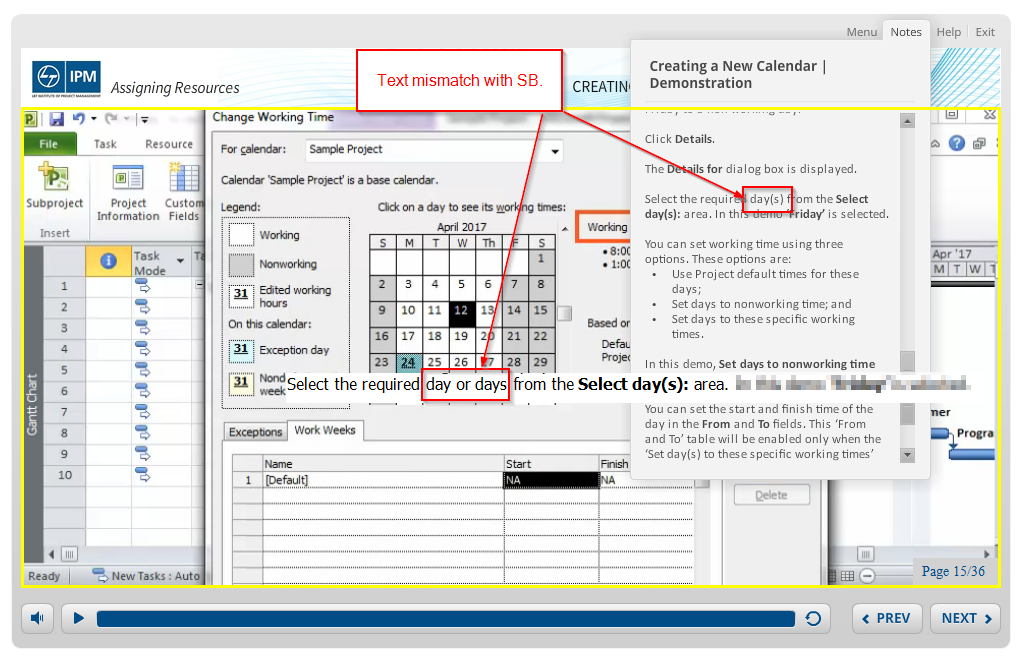 Menu Notes Help Exit
IPM
Assigning Resources
Text mismatch with SB.
CREATIN
Creating a New Calendar |
Demonstration
Change Working Time
File Task Resource
Subproject
Project
Information
Custom
Fields
Insert
For calendar: Sample Project
Calendar 'Sample Project' is a base calendar.
Legend:
Working
Nonworking
31 Edited working
hours
On this calendar:
31 Exception day
31 Nond
week
Click on a day to see its working times:
April 2017
S M T W Th F S
1
2 3 4 5 6 7 8
9 10 11 12 13 14 15
16 17 18 19 20 21 22
23 24 25 26 27 28 29
Working
• 8:00
• 1:00
Based on
Defau
Projec
Click Details.
The Details for dialog box is displayed.
Select the required day(s) from the Select
day(s): area. In this demo ‘Friday’ is selected.
You can set working time using three
options. These options are:
• Use Project default times for these
days;
• Set days to nonworking time; and
• Set days to these specific working
times.
In this demo, Set days to nonworking time
Select the required day or days from the Select day(s): area.
You can set the start and finish time of the
day in the From and To fields. This ‘From
and To’ table will be enabled only when the
‘Set day(s) to these specific working times’
Task
Mode
1
2
3
4
5
6
7
8
9
10
Gantt Chart
Apr '17
M T W T
mer
Progra
Exceptions Work Weeks
Name Start Finish
1 [Default] NA NA
Delete
Ready New Tasks : Auto
Page 15/36
PREV NEXT